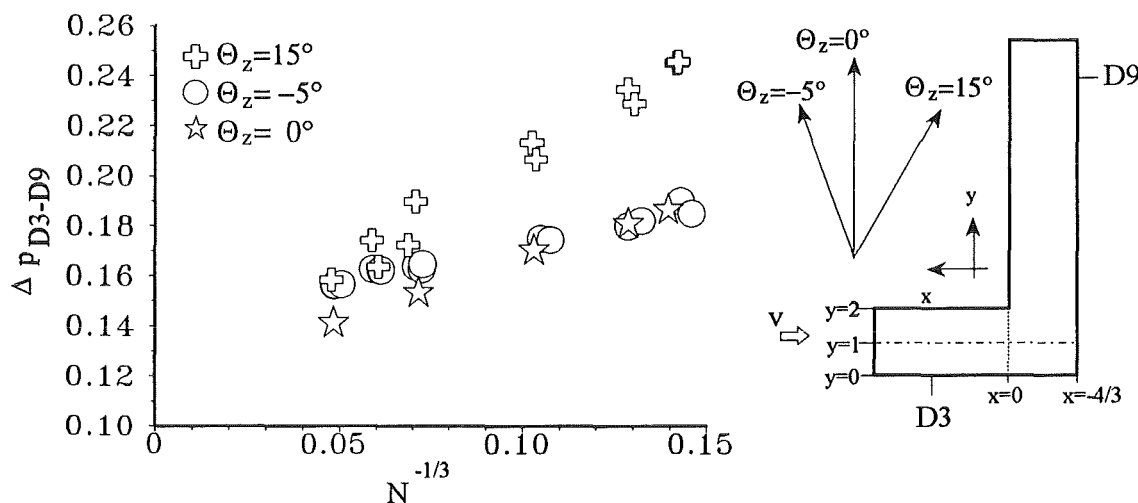 Δ p D3-D9
0.26
0.24
0.22
0.20
0.18
0.16
0.14
0.12
0.10
0
0.05
0.10
0.15
N -1/3
Θz=15°
Θz= −5°
Θz= 0°
Θz=0°
Θz=−5°
Θz=15°
D9
y
x
v
y=2
y=1
y=0
x=0
x=-4/3
D3